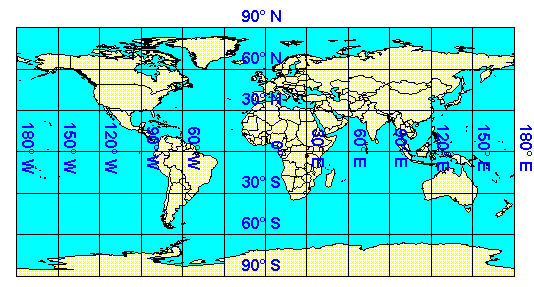 90° N
60° N
30° N
180° W
150° W
120° W
90° W
60° W
0°
30° E
60° E
90° E
120° E
150° E
180° E
30° S
60° S
90° S